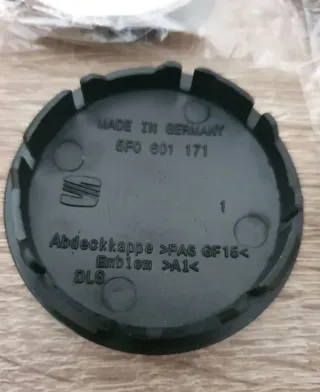 MADE IN GERMANY
5F0 601 171
1
Abdeckkappe >PA6 GF15<
Emblem >A1<
DLS